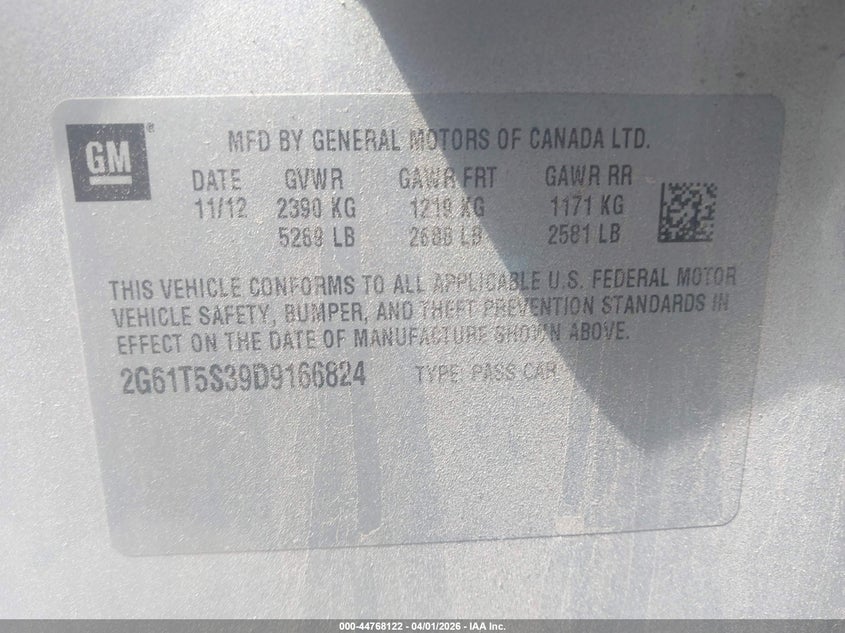 GM®
MFD BY GENERAL MOTORS OF CANADA LTD.
DATE GVWR GAWR FRT GAWR RR
11/12 2390 KG 1219 KG 1171 KG
5269 LB 2688 LB 2581 LB
THIS VEHICLE CONFORMS TO ALL APPLICABLE U.S. FEDERAL MOTOR
VEHICLE SAFETY, BUMPER, AND THEFT PREVENTION STANDARDS IN
EFFECT ON THE DATE OF MANUFACTURE SHOWN ABOVE.
2G61T5S39D9166824 TYPE: PASS CAR
000-44768122 - 04/01/2026 - IAA Inc.